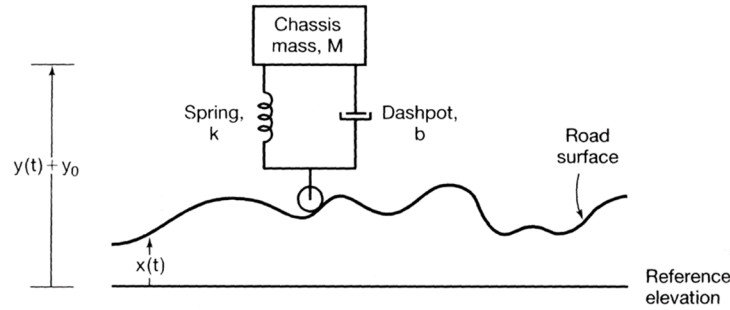 Chassis
mass, M
Spring,
k
Dashpot,
b
Road
surface
y(t) + y₀
x(t)
Reference
elevation